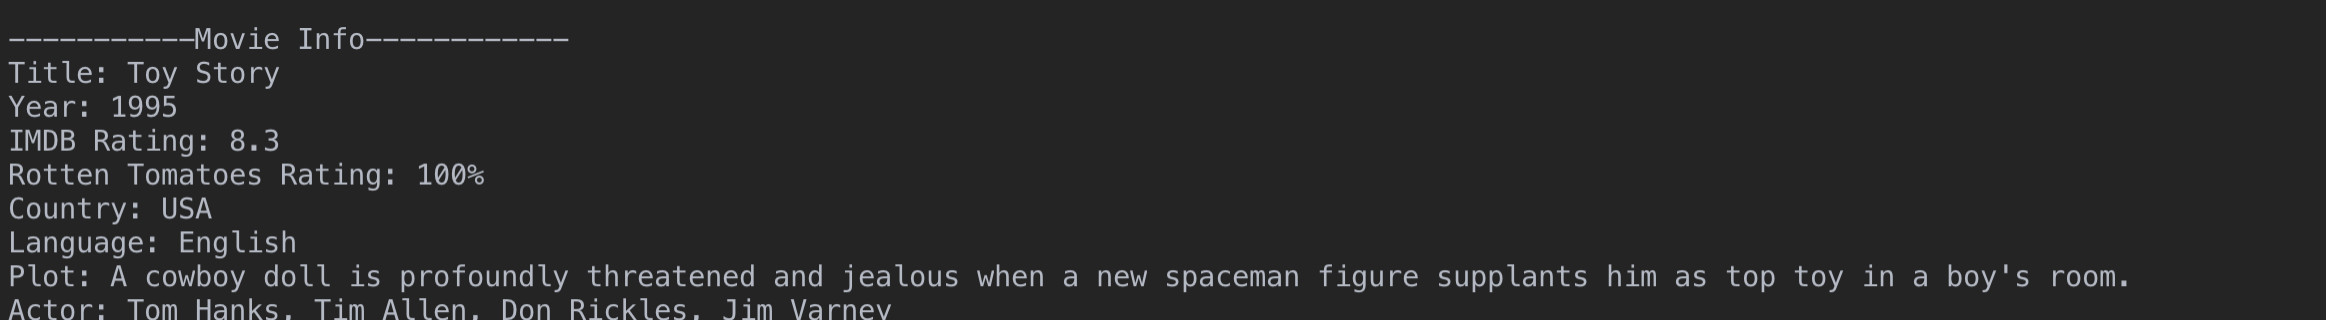 -----------Movie Info------------
Title: Toy Story
Year: 1995
IMDB Rating: 8.3
Rotten Tomatoes Rating: 100%
Country: USA
Language: English
Plot: A cowboy doll is profoundly threatened and jealous when a new spaceman figure supplants him as top toy in a boy's room.
Actor: Tom Hanks, Tim Allen, Don Rickles, Jim Varney